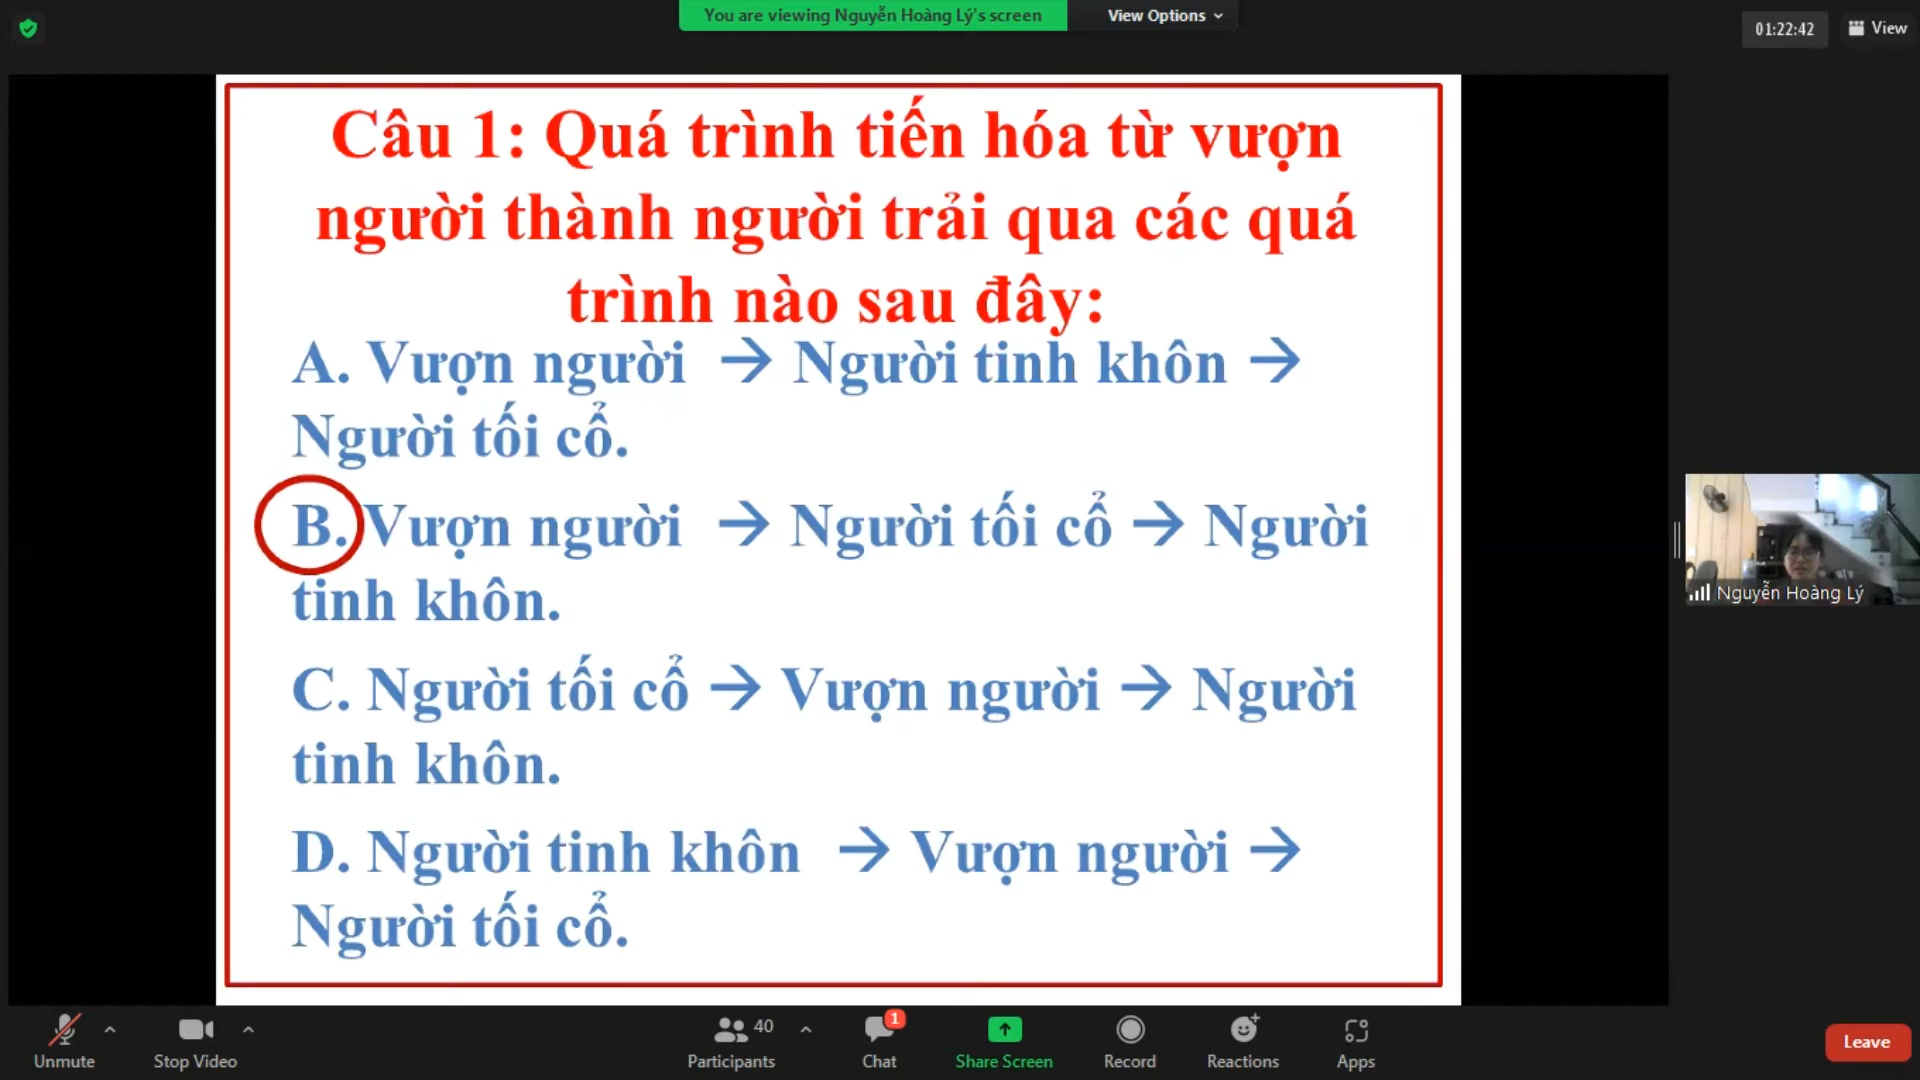 You are viewing Nguyễn Hoàng Lý's screen
View Options
01:22:42
View
Câu 1: Quá trình tiến hóa từ vượn
người thành người trải qua các quá
trình nào sau đây:
A. Vượn người → Người tinh khôn →
Người tối cổ.
B. Vượn người → Người tối cổ → Người
tinh khôn.
C. Người tối cổ → Vượn người → Người
tinh khôn.
D. Người tinh khôn → Vượn người →
Người tối cổ.
Nguyễn Hoàng Lý
Unmute
Stop Video
40
Participants
1
Chat
Share Screen
Record
Reactions
Apps
Leave